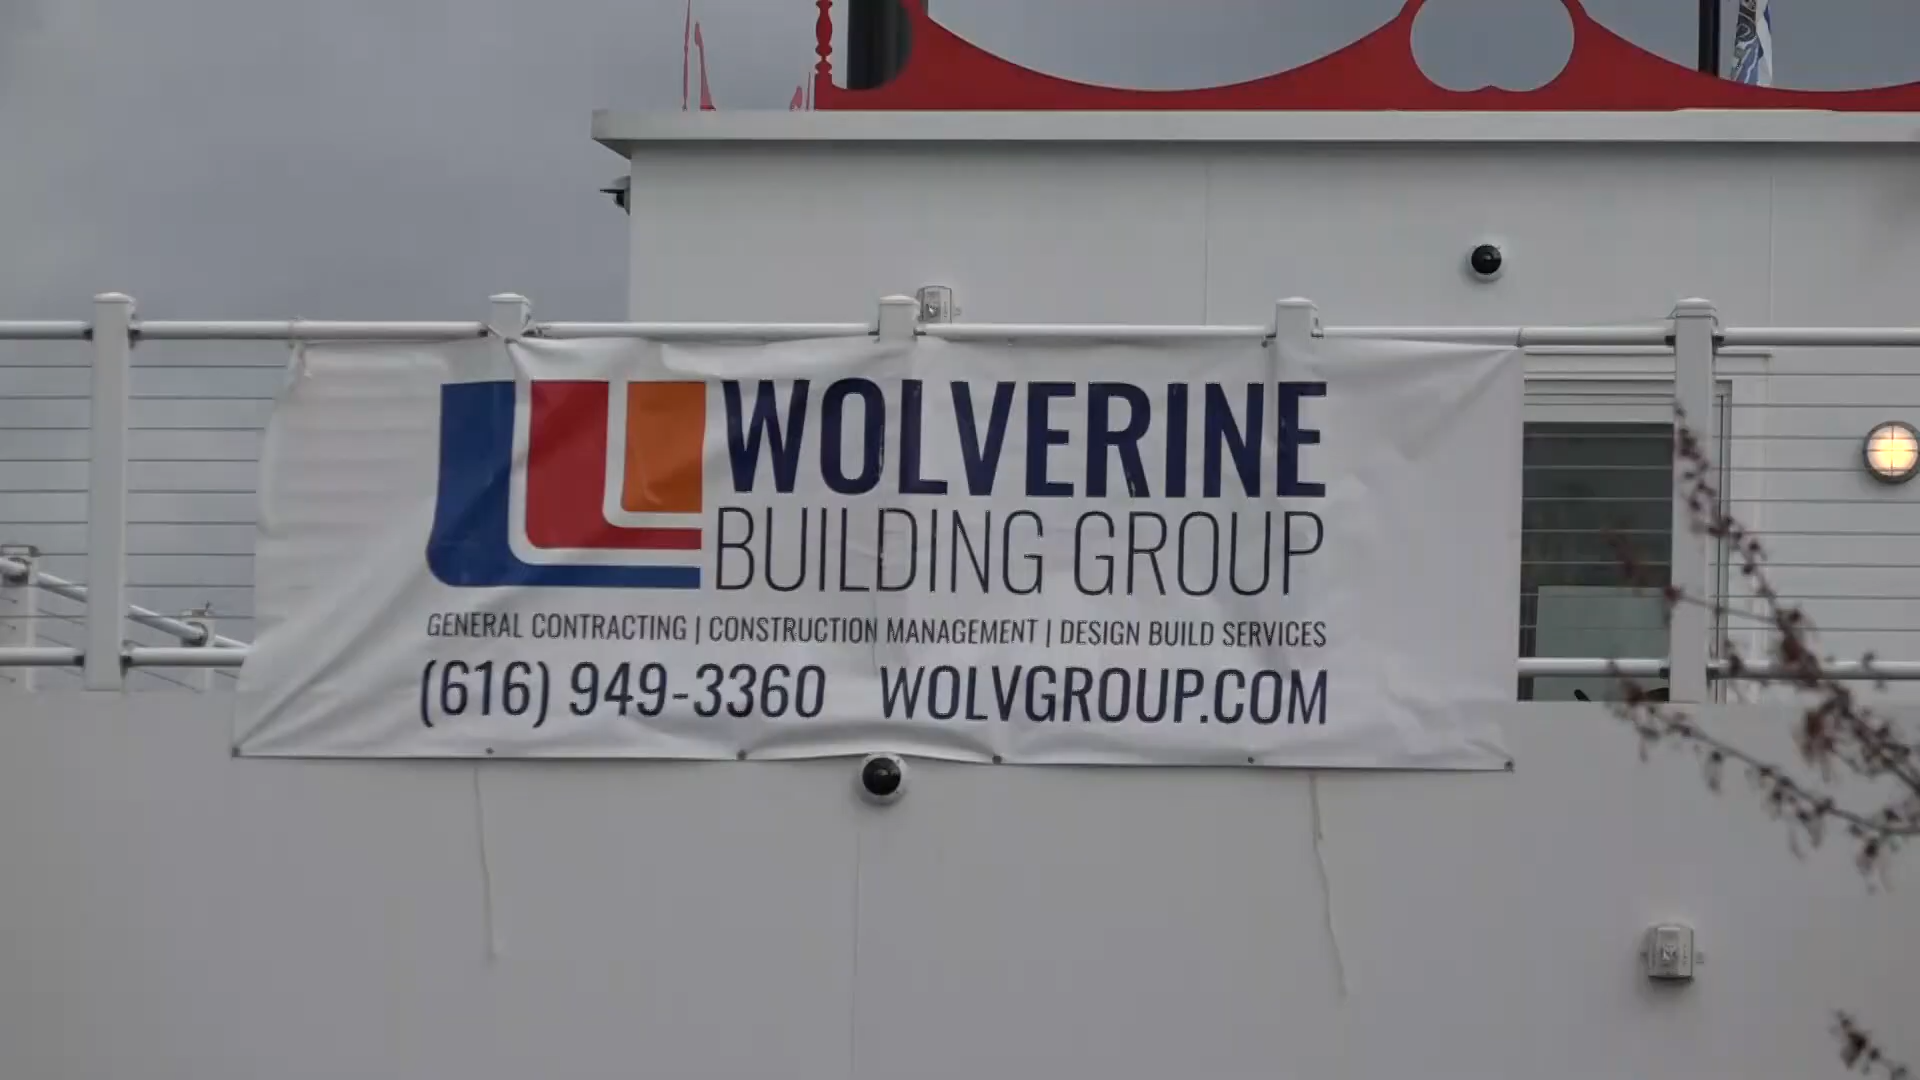 WOLVERINE
BUILDING GROUP
GENERAL CONTRACTING | CONSTRUCTION MANAGEMENT | DESIGN BUILD SERVICES
(616) 949-3360 WOLVGROUP.COM